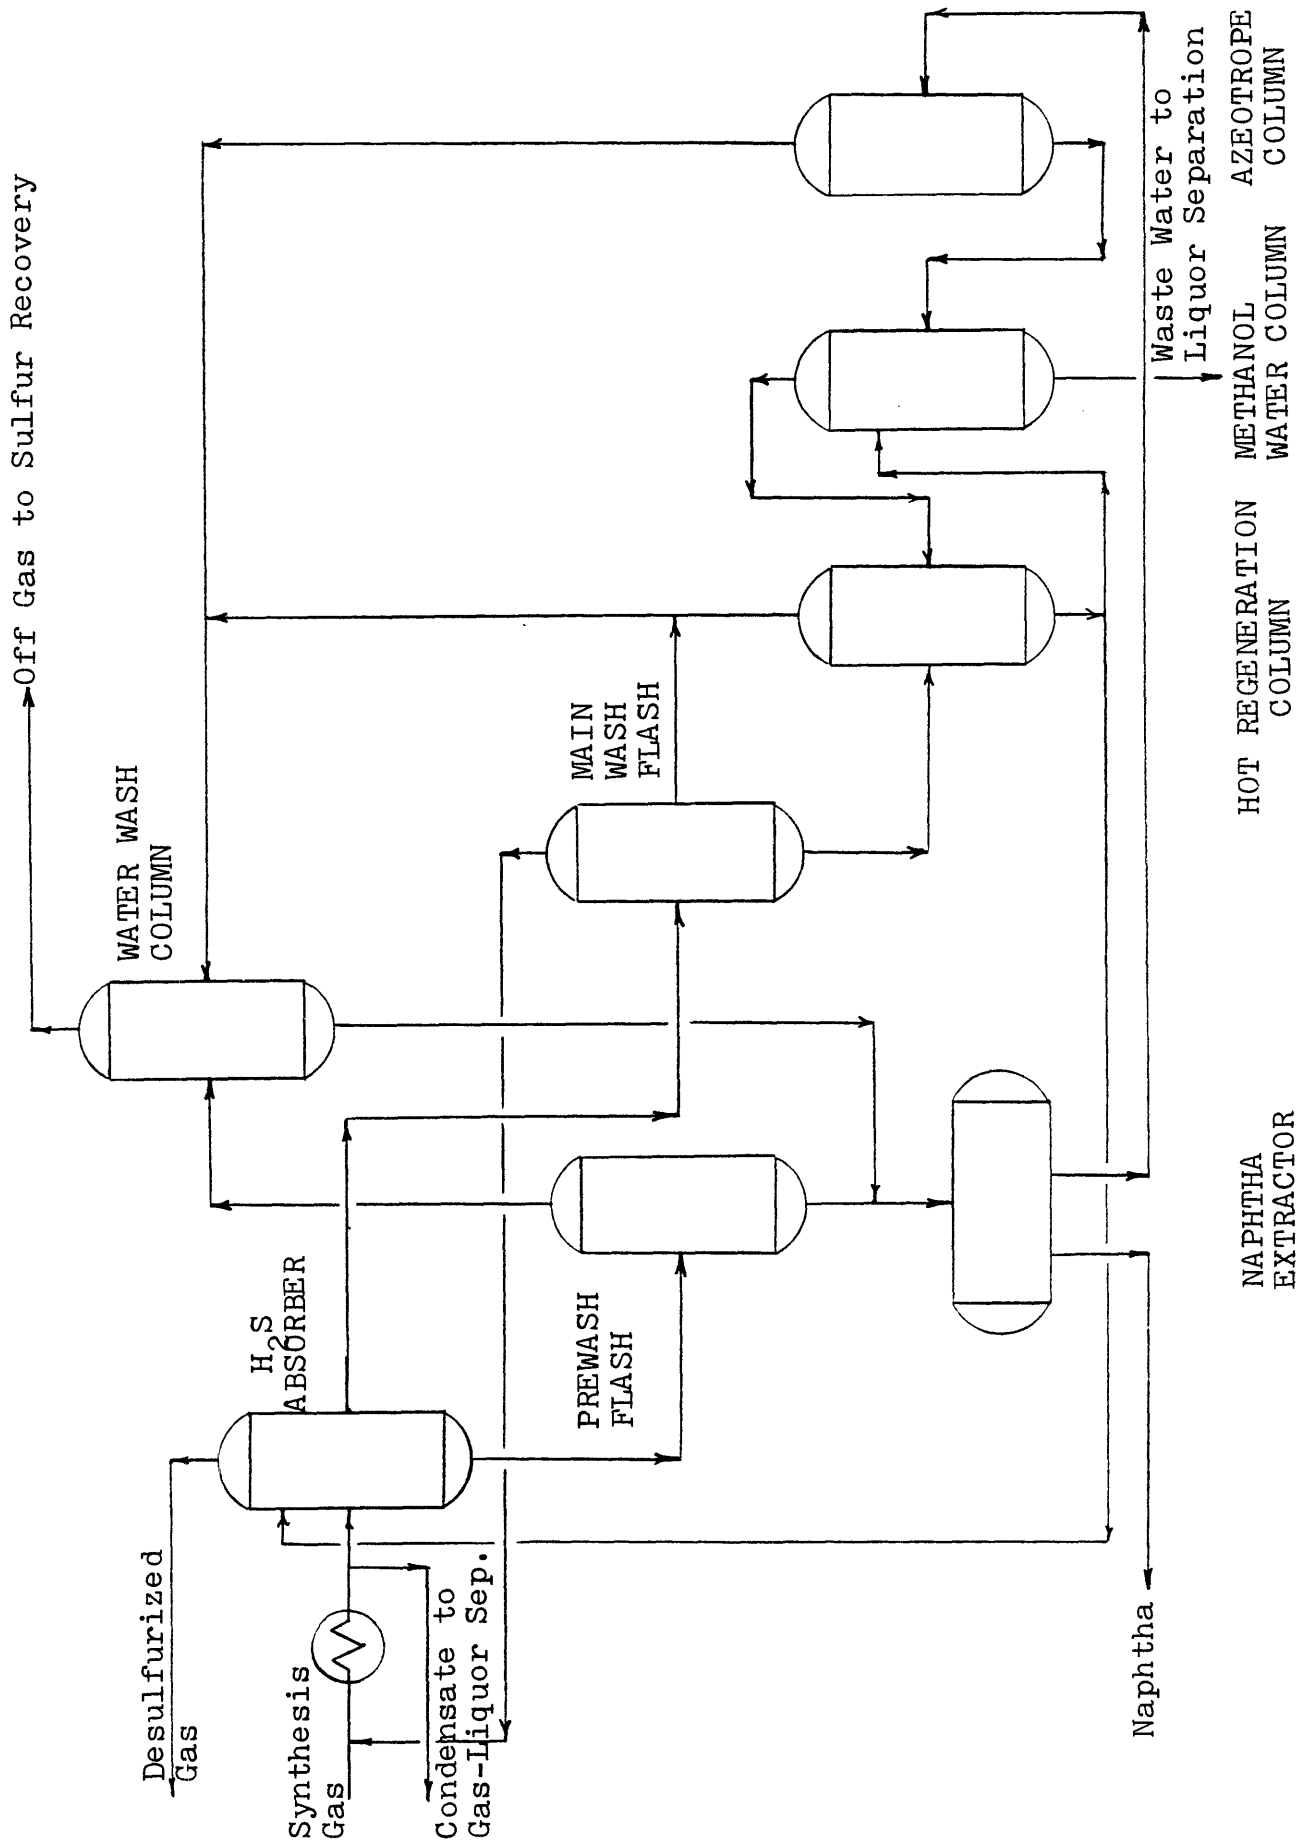 Desulfurized
Gas
Synthesis
Gas
Condensate to
Gas-Liquor Sep.
H2S
ABSORBER
PREWASH
FLASH
WATER WASH
COLUMN
Off Gas to Sulfur Recovery
MAIN
WASH
FLASH
Naphtha
NAPHTHA
EXTRACTOR
HOT REGENERATION
COLUMN
METHANOL
WATER COLUMN
Waste Water to
Liquor Separation
AZEOTROPE
COLUMN